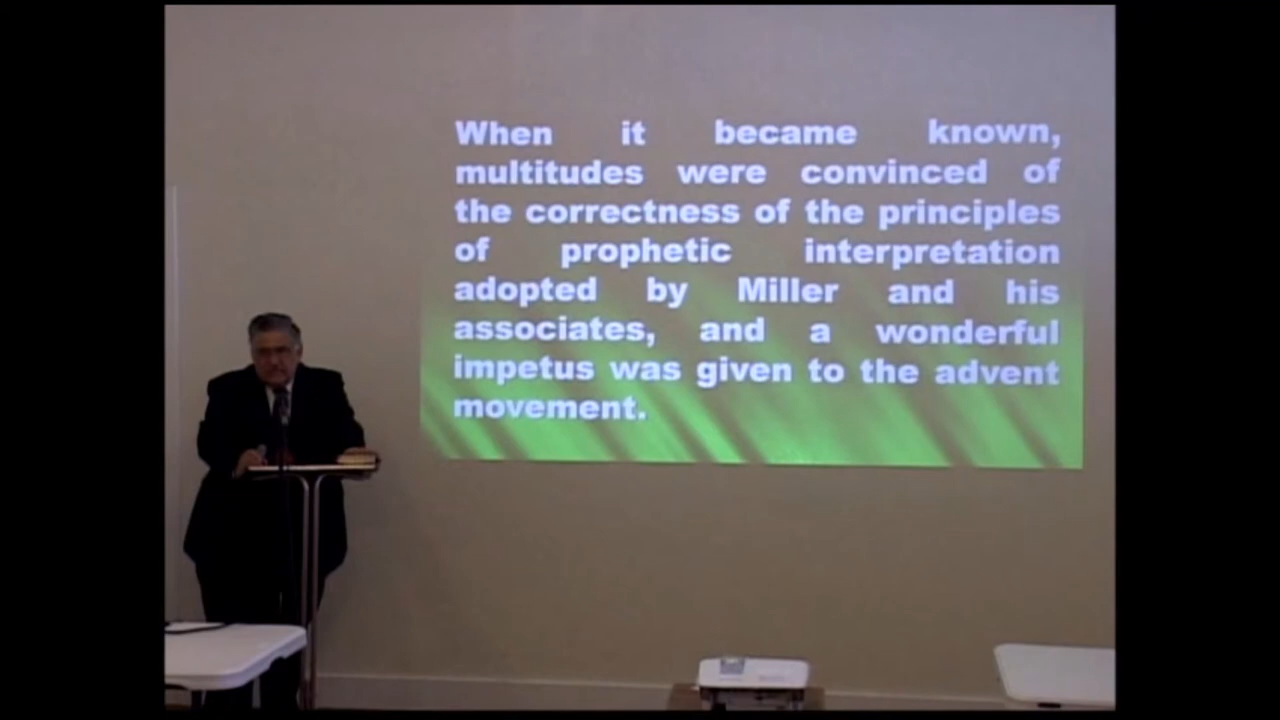 When it became known,
multitudes were convinced of
the correctness of the principles
of prophetic interpretation
adopted by Miller and his
associates, and a wonderful
impetus was given to the advent
movement.